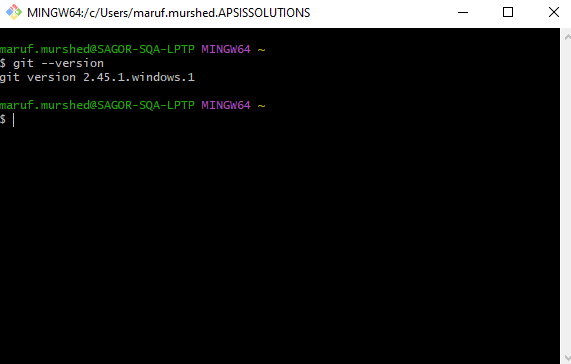 MINGW64:/c/Users/maruf.murshed.APSISSOLUTIONS
maruf.murshed@SAGOR-SQA-LPTP MINGW64 ~
$ git --version
git version 2.45.1.windows.1
maruf.murshed@SAGOR-SQA-LPTP MINGW64 ~
$